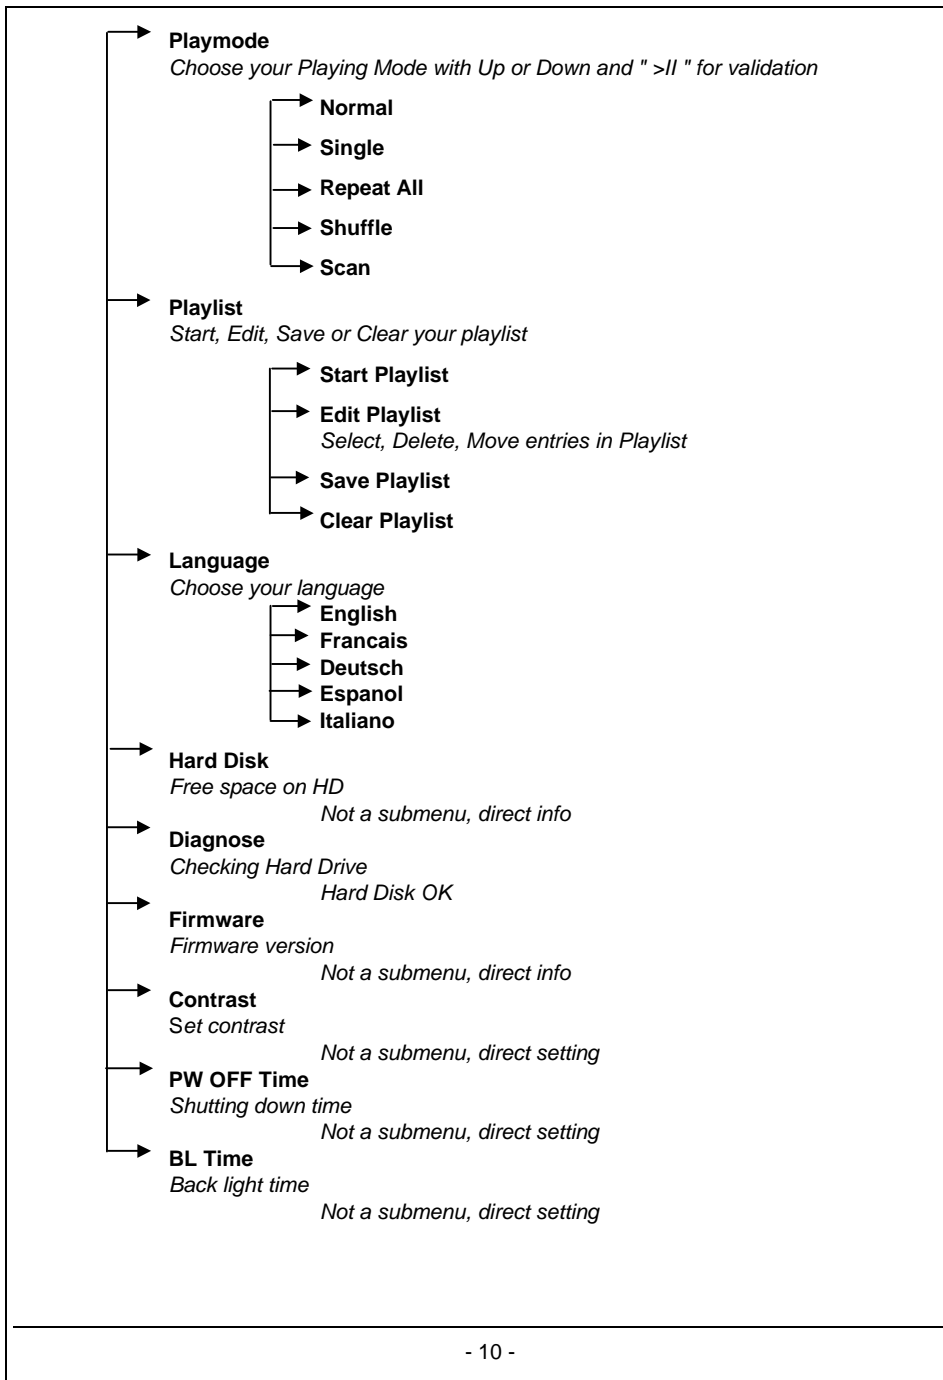 Playmode
Choose your Playing Mode with Up or Down and " >II " for validation
Normal
Single
Repeat All
Shuffle
Scan
Playlist
Start, Edit, Save or Clear your playlist
Start Playlist
Edit Playlist
Select, Delete, Move entries in Playlist
Save Playlist
Clear Playlist
Language
Choose your language
English
Francais
Deutsch
Espanol
Italiano
Hard Disk
Free space on HD
Not a submenu, direct info
Diagnose
Checking Hard Drive
Hard Disk OK
Firmware
Firmware version
Not a submenu, direct info
Contrast
Set contrast
Not a submenu, direct setting
PW OFF Time
Shutting down time
Not a submenu, direct setting
BL Time
Back light time
Not a submenu, direct setting
- 10 -